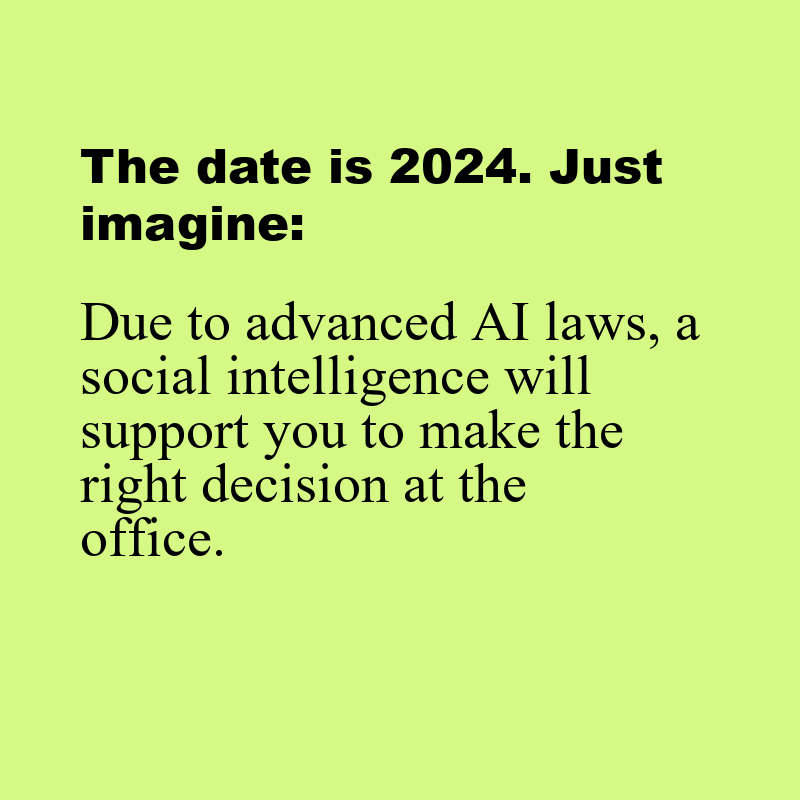 The date is 2024. Just
imagine:
Due to advanced AI laws, a
social intelligence will
support you to make the
right decision at the
office.